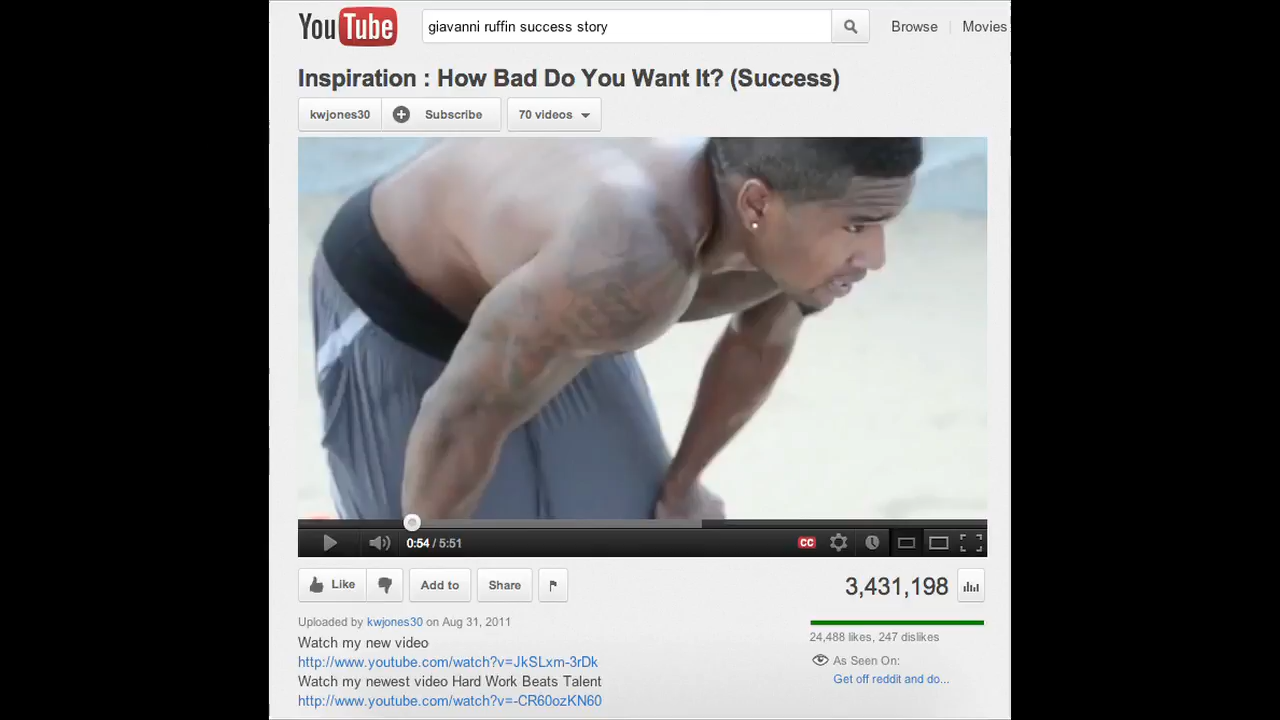 YouTube
giavanni ruffin success story
Browse
Movies
Inspiration : How Bad Do You Want It? (Success)
kwjones30
Subscribe
70 videos
0:54 / 5:51
CC
Like
Add to
Share
3,431,198
Uploaded by kwjones30 on Aug 31, 2011
24,488 likes, 247 dislikes
Watch my new video
http://www.youtube.com/watch?v=JkSLxm-3rDk
As Seen On:
Watch my newest video Hard Work Beats Talent
Get off reddit and do...
http://www.youtube.com/watch?v=-CR60ozKN60